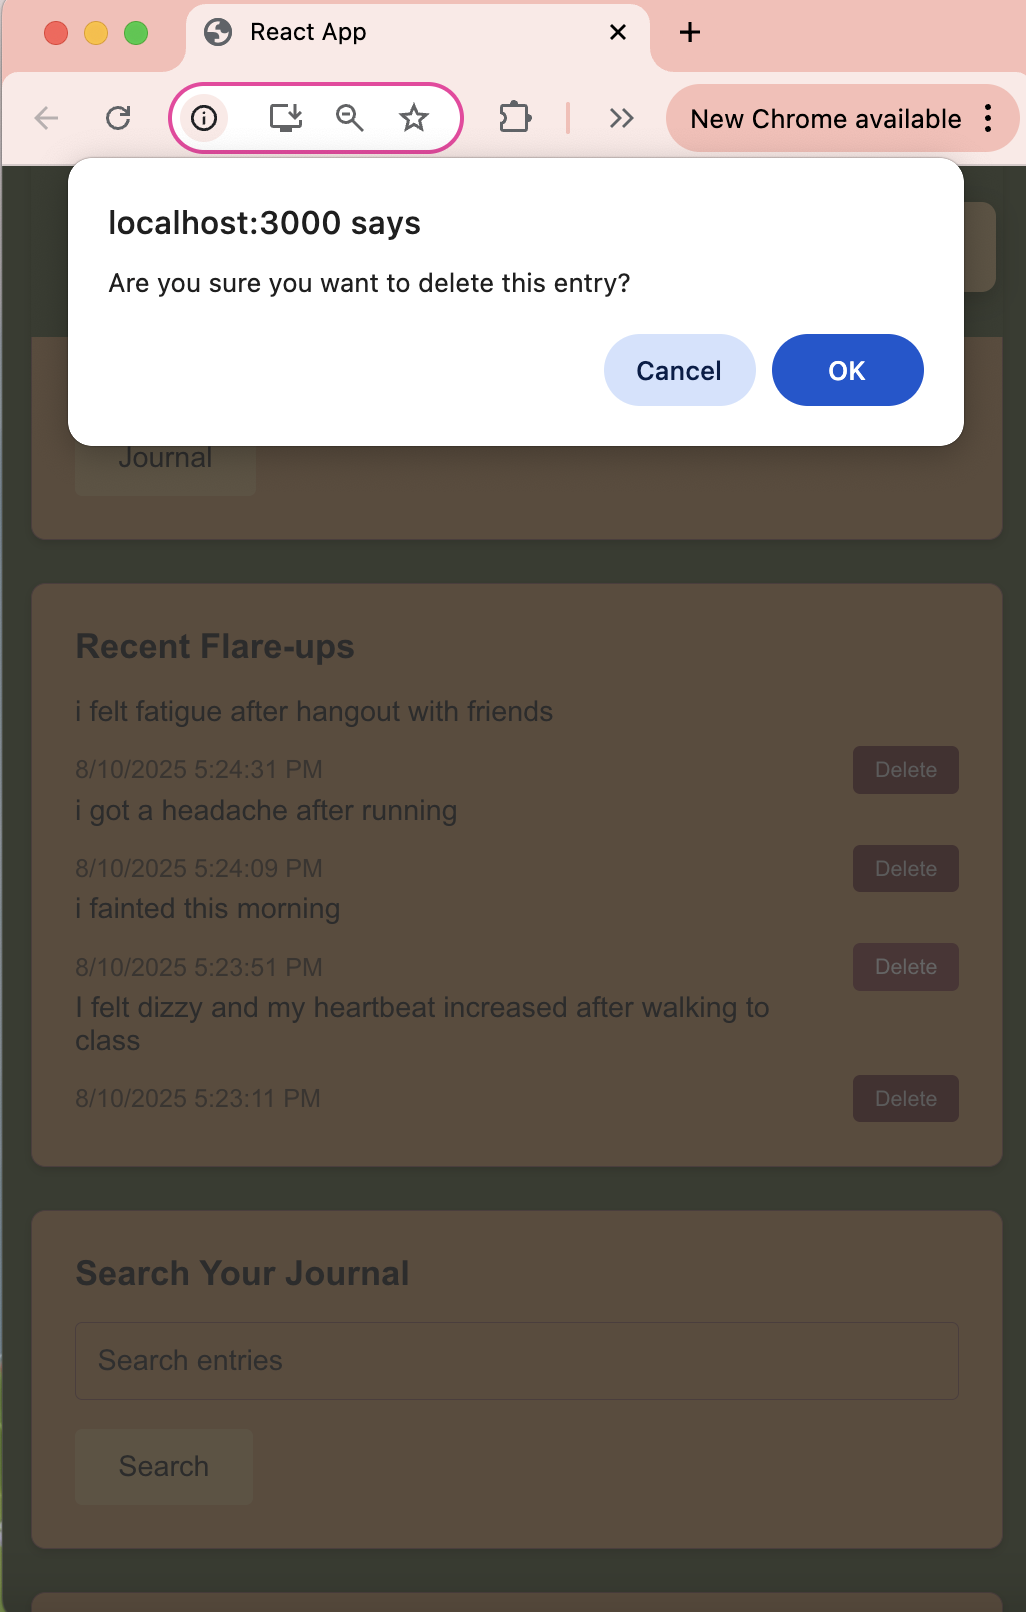 React App
New Chrome available
localhost:3000 says
Are you sure you want to delete this entry?
Cancel
OK
Journal
Recent Flare-ups
i felt fatigue after hangout with friends
8/10/2025 5:24:31 PM
Delete
i got a headache after running
8/10/2025 5:24:09 PM
Delete
i fainted this morning
8/10/2025 5:23:51 PM
Delete
I felt dizzy and my heartbeat increased after walking to
class
8/10/2025 5:23:11 PM
Delete
Search Your Journal
Search entries
Search